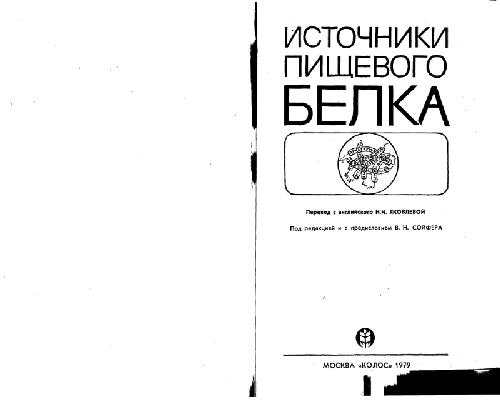 ИСТОЧНИКИ
ПИЩЕВОГО
БЕЛКА
Перевод с английского Н.Н. ЯКОВЛЕВОЙ
Под редакцией и с предисловием В. Н. СОЙФЕРА
МОСКВА «КОЛОС» 1979